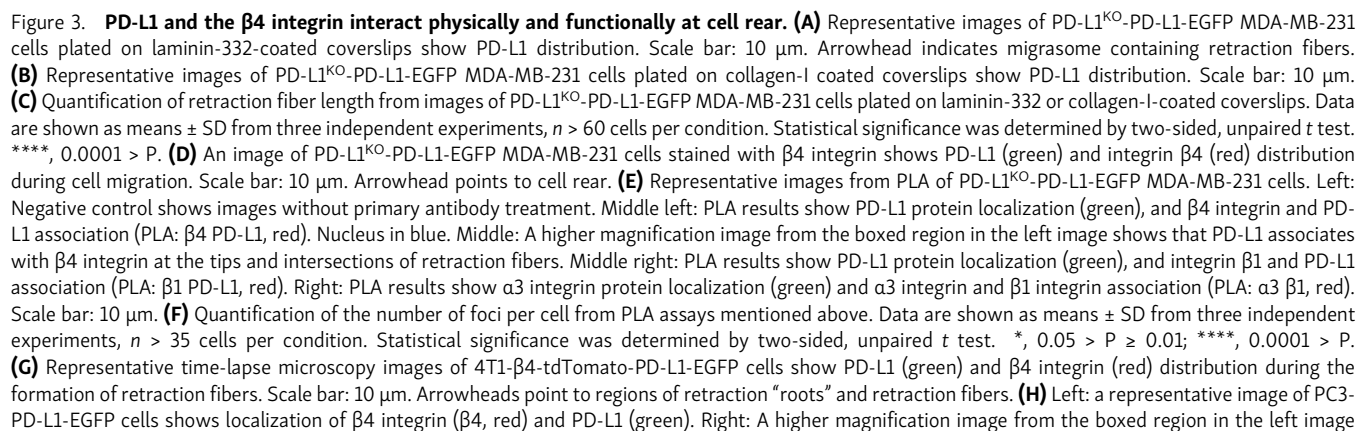 Figure 3. PD-L1 and the β4 integrin interact physically and functionally at cell rear. (A) Representative images of PD-L1KO-PD-L1-EGFP MDA-MB-231
cells plated on laminin-332-coated coverslips show PD-L1 distribution. Scale bar: 10 μm. Arrowhead indicates migrasome containing retraction fibers.
(B) Representative images of PD-L1KO-PD-L1-EGFP MDA-MB-231 cells plated on collagen-I coated coverslips show PD-L1 distribution. Scale bar: 10 μm.
(C) Quantification of retraction fiber length from images of PD-L1KO-PD-L1-EGFP MDA-MB-231 cells plated on laminin-332 or collagen-I-coated coverslips. Data
are shown as means ± SD from three independent experiments, n > 60 cells per condition. Statistical significance was determined by two-sided, unpaired t test.
****, 0.0001 > P. (D) An image of PD-L1KO-PD-L1-EGFP MDA-MB-231 cells stained with β4 integrin shows PD-L1 (green) and integrin β4 (red) distribution
during cell migration. Scale bar: 10 μm. Arrowhead points to cell rear. (E) Representative images from PLA of PD-L1KO-PD-L1-EGFP MDA-MB-231 cells. Left:
Negative control shows images without primary antibody treatment. Middle left: PLA results show PD-L1 protein localization (green), and β4 integrin and PD-
L1 association (PLA: β4 PD-L1, red). Nucleus in blue. Middle: A higher magnification image from the boxed region in the left image shows that PD-L1 associates
with β4 integrin at the tips and intersections of retraction fibers. Middle right: PLA results show PD-L1 protein localization (green), and integrin β1 and PD-L1
association (PLA: β1 PD-L1, red). Right: PLA results show α3 integrin protein localization (green) and α3 integrin and β1 integrin association (PLA: α3 β1, red).
Scale bar: 10 μm. (F) Quantification of the number of foci per cell from PLA assays mentioned above. Data are shown as means ± SD from three independent
experiments, n > 35 cells per condition. Statistical significance was determined by two-sided, unpaired t test. *, 0.05 > P ≥ 0.01; ****, 0.0001 > P.
(G) Representative time-lapse microscopy images of 4T1-β4-tdTomato-PD-L1-EGFP cells show PD-L1 (green) and β4 integrin (red) distribution during the
formation of retraction fibers. Scale bar: 10 μm. Arrowheads point to regions of retraction “roots” and retraction fibers. (H) Left: a representative image of PC3-
PD-L1-EGFP cells shows localization of β4 integrin (β4, red) and PD-L1 (green). Right: A higher magnification image from the boxed region in the left image